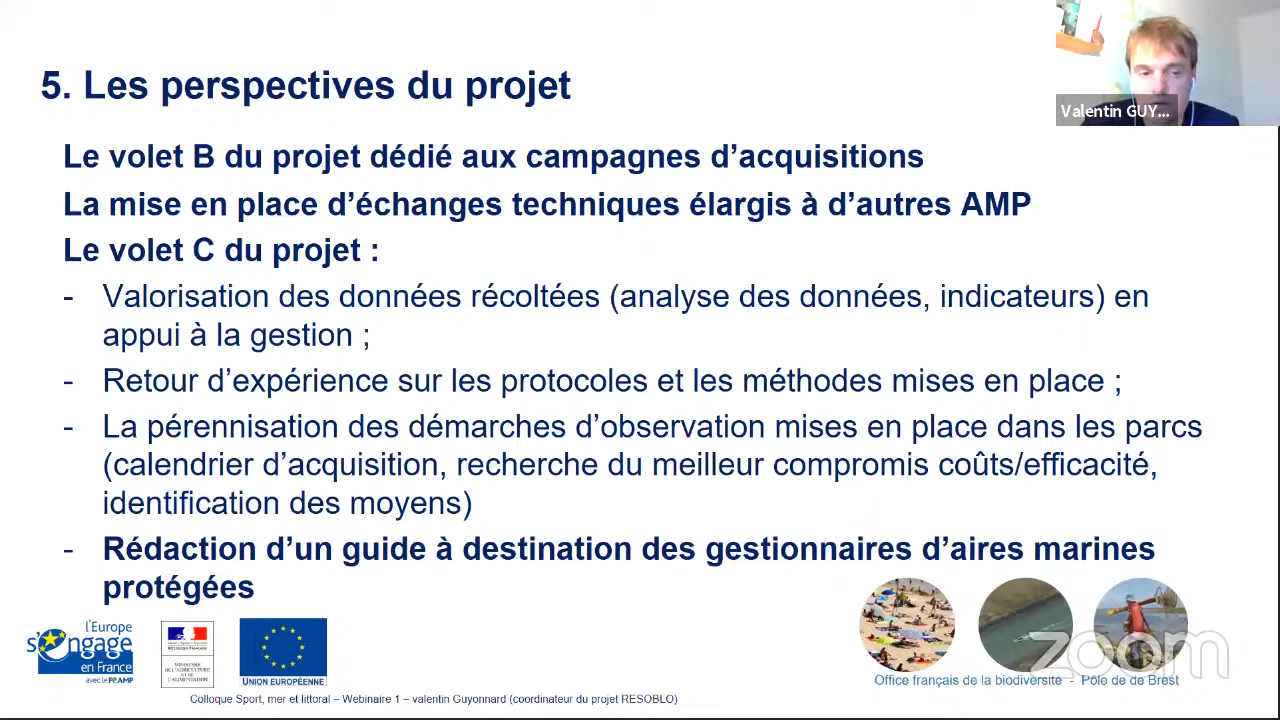 5. Les perspectives du projet
Valentin GUY...
Le volet B du projet dédié aux campagnes d'acquisitions
La mise en place d'échanges techniques élargis à d'autres AMP
Le volet C du projet :
- Valorisation des données récoltées (analyse des données, indicateurs) en
appui à la gestion ;
- Retour d'expérience sur les protocoles et les méthodes mises en place ;
- La pérennisation des démarches d'observation mises en place dans les parcs
(calendrier d'acquisition, recherche du meilleur compromis coûts/efficacité,
identification des moyens)
- Rédaction d'un guide à destination des gestionnaires d'aires marines
protégées
l'Europe
s'engage
en France
avec le FEAMP
MINISTÈRE
DE L'AGRICULTURE
ET DE
L'ALIMENTATION
UNION EUROPÉENNE
zoom
Office français de la biodiversité - Pôle de de Brest
Colloque Sport, mer et littoral – Webinaire 1 – valentin Guyonnard (coordinateur du projet RESOBLO)